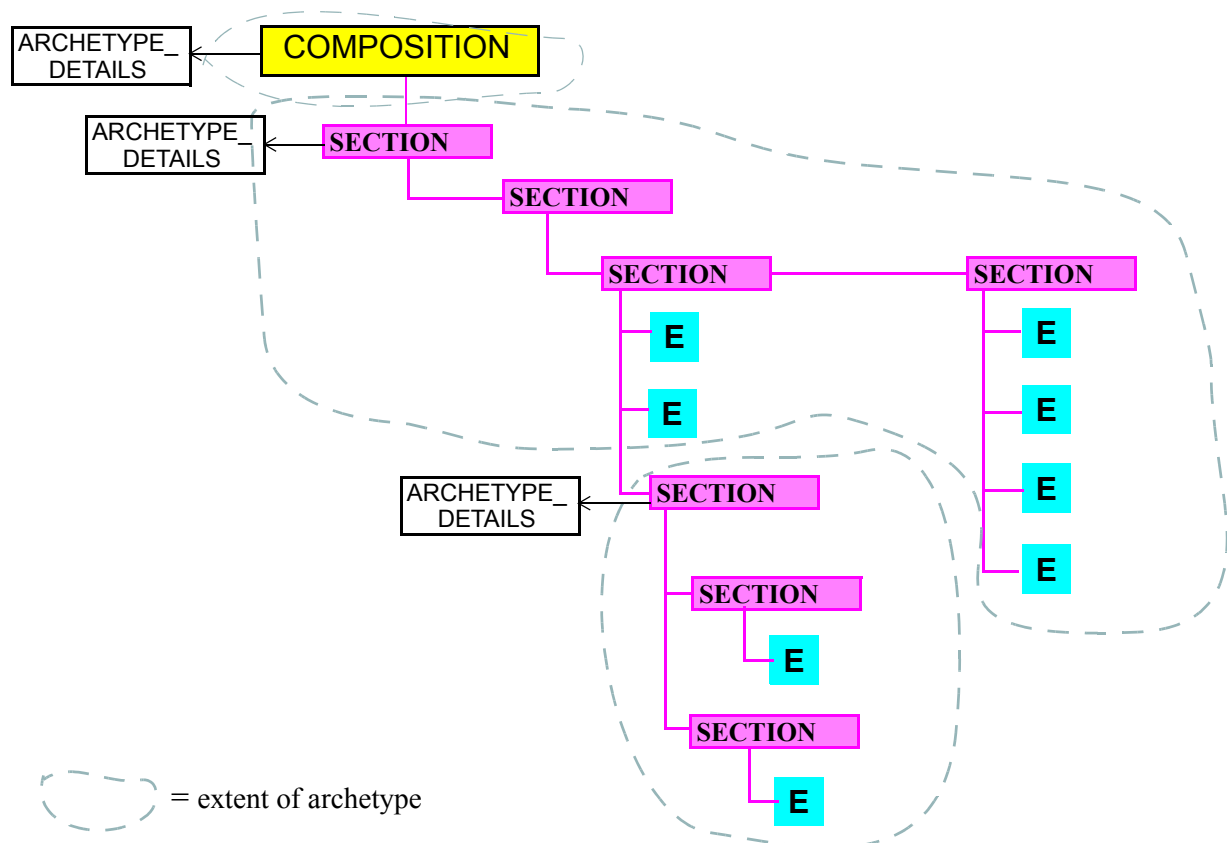 ARCHETYPE_
DETAILS
COMPOSITION
ARCHETYPE_
DETAILS
SECTION
SECTION
SECTION
SECTION
E
E
E
E
ARCHETYPE_
DETAILS
SECTION
E
E
SECTION
E
SECTION
E
= extent of archetype